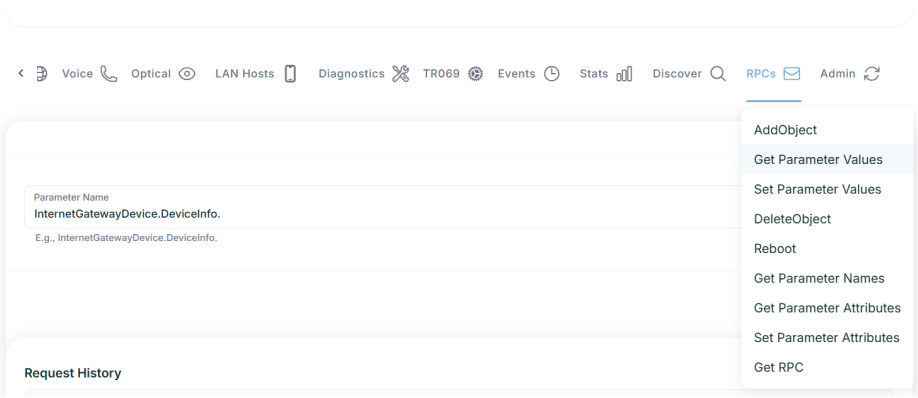 Voice Optical LAN Hosts Diagnostics TR069 Events Stats Discover RPCs Admin
AddObject
Get Parameter Values
Set Parameter Values
DeleteObject
Reboot
Get Parameter Names
Get Parameter Attributes
Set Parameter Attributes
Get RPC
Parameter Name
InternetGatewayDevice.DeviceInfo.
E.g., InternetGatewayDevice.DeviceInfo.
Request History